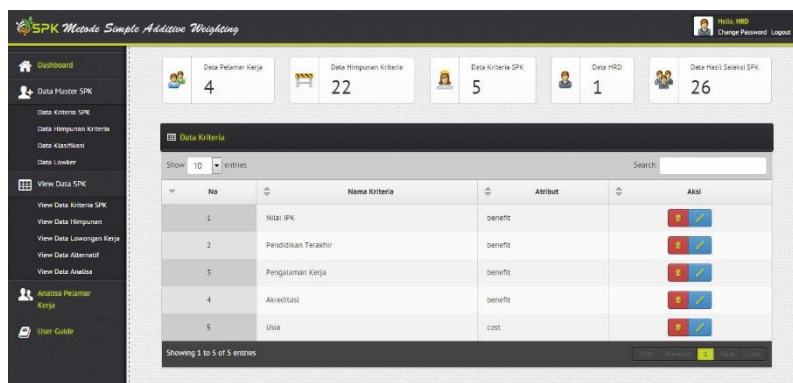 SPK Metode Simple Additive Weighting
Hello, HRD
Change Password Logout
Dashboard
Data Master SPK
Data Kriteria SPK
Data Himpunan Kriteria
Data Klasifikasi
Data Lowker
View Data SPK
View Data Kriteria SPK
View Data Himpunan
View Data Lowongan Kerja
View Data Alternatif
View Data Analisa
Analisa Pelamar
Kerja
User Guide
Data Pelamar Kerja
4
Data Himpunan Kriteria
22
Data Kriteria SPK
5
Data HRD
1
Data Hasil Seleksi SPK
26
Data Kriteria
Show 10 entries
Search:
No Nama Kriteria Atribut Aksi
1 Nilai IPK benefit
2 Pendidikan Terakhir benefit
3 Pengalaman Kerja benefit
4 Akreditasi benefit
5 Usia cost
Showing 1 to 5 of 5 entries
First Previous 1 Next Last